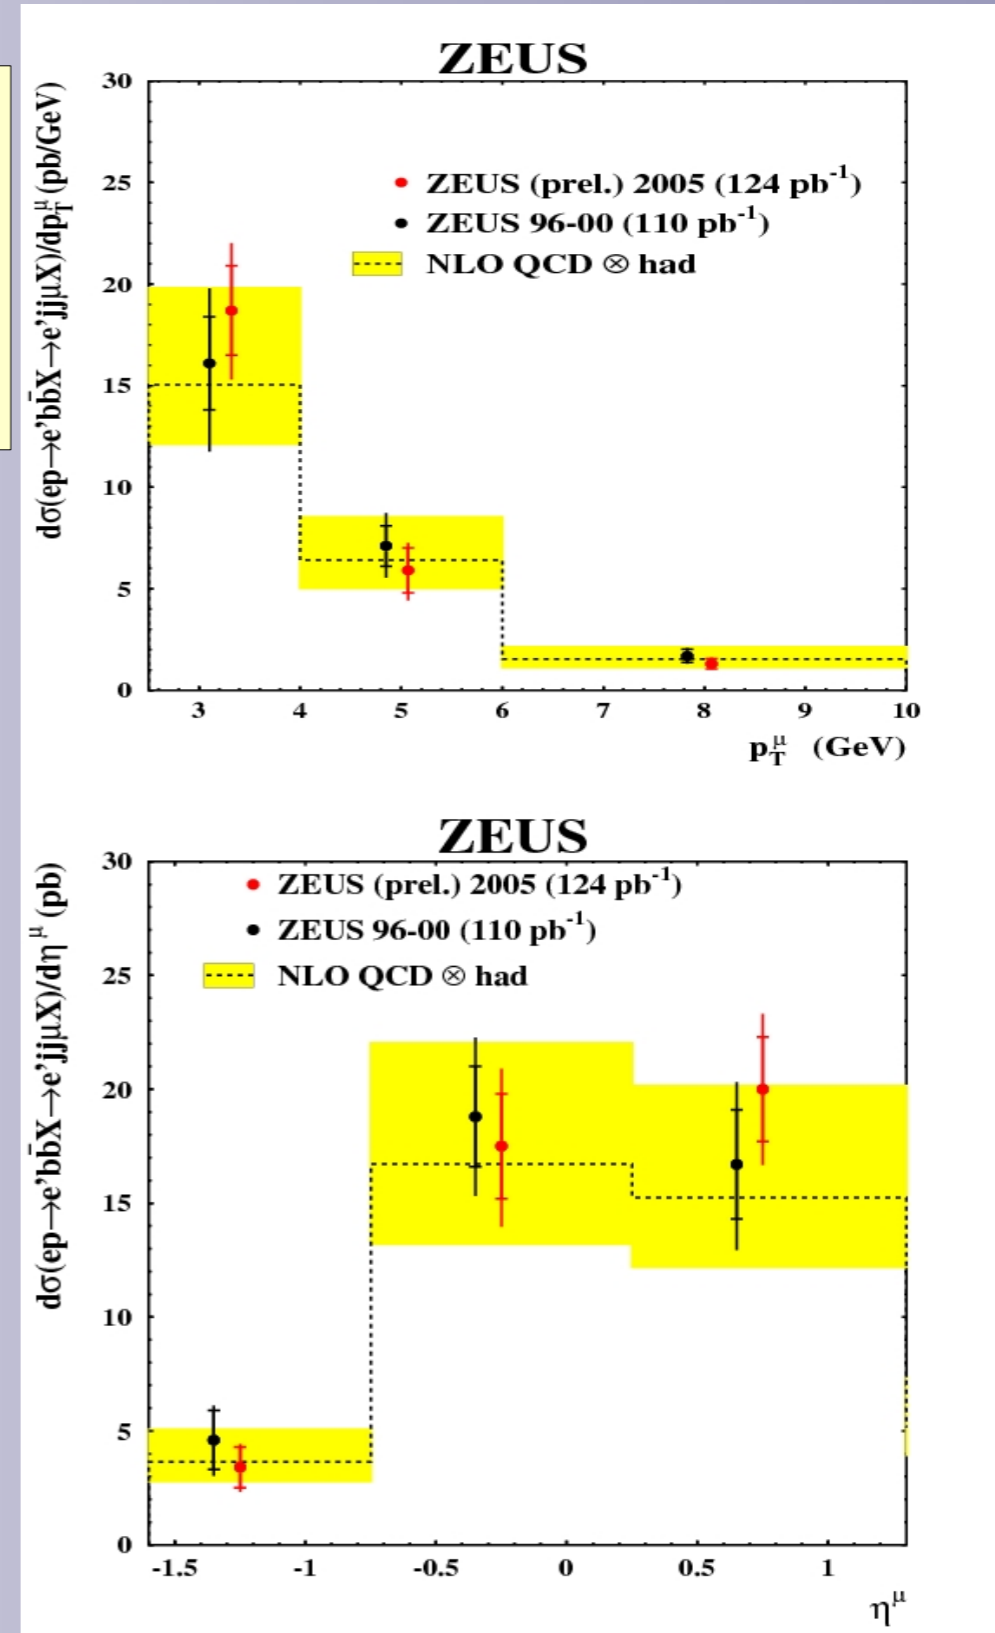 ZEUS
dσ(ep→e'bb̄X→e'jjμX)/dp_T^μ (pb/GeV)
30
25
20
15
10
5
0
ZEUS (prel.) 2005 (124 pb⁻¹)
ZEUS 96-00 (110 pb⁻¹)
NLO QCD ⊗ had
3 4 5 6 7 8 9 10
p_T^μ (GeV)
ZEUS
dσ(ep→e'bb̄X→e'jjμX)/dη^μ (pb)
30
25
20
15
10
5
0
ZEUS (prel.) 2005 (124 pb⁻¹)
ZEUS 96-00 (110 pb⁻¹)
NLO QCD ⊗ had
-1.5 -1 -0.5 0 0.5 1
η^μ